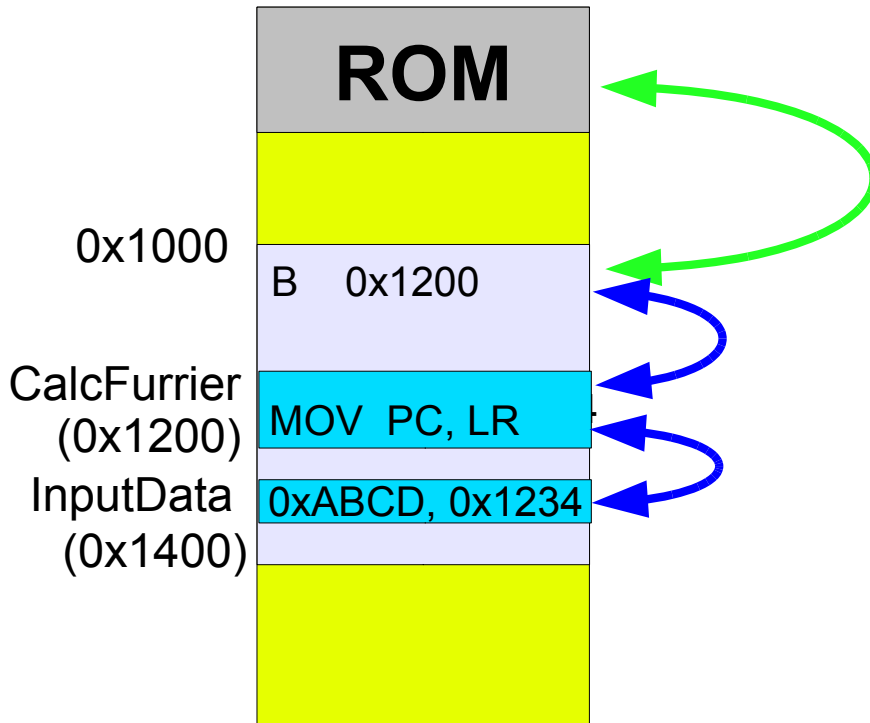 ROM
0x1000
B 0x1200
CalcFurrier
(0x1200)
MOV PC, LR
InputData
0xABCD, 0x1234
(0x1400)